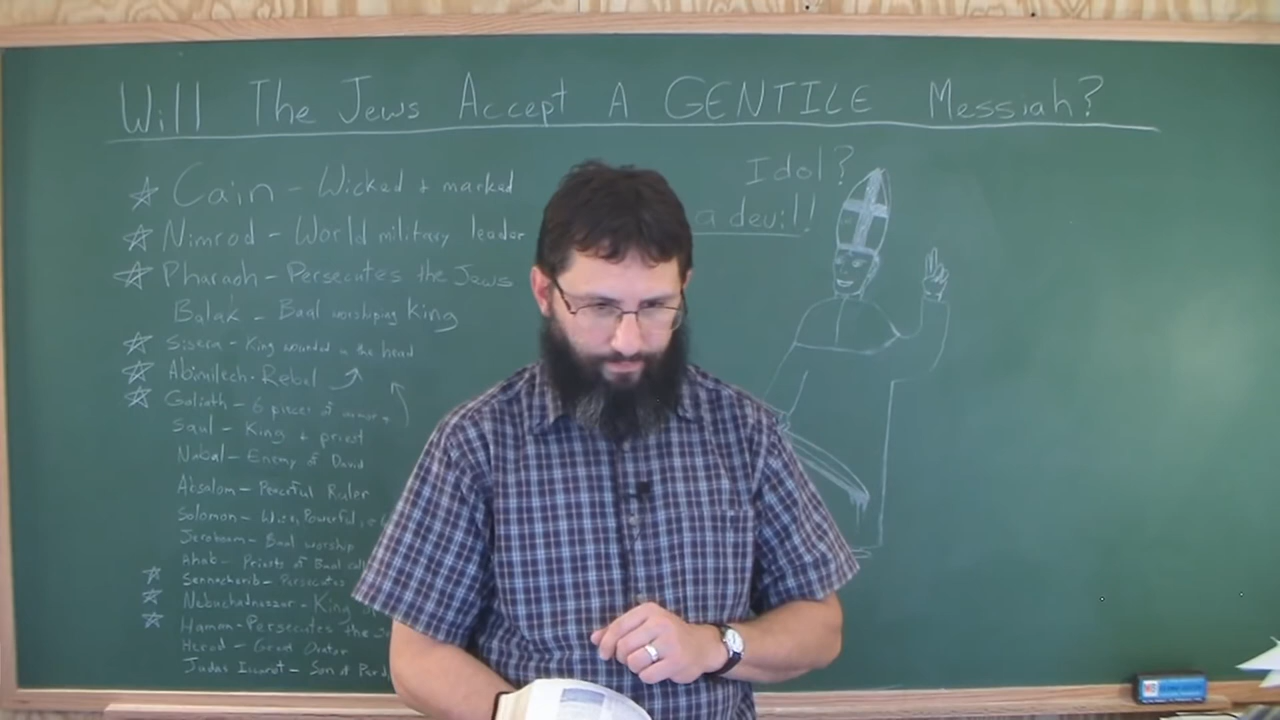 Will The Jews Accept A GENTILE Messiah?
Idol?
a devil!
Cain - Wicked + marked
Nimrod - World military leader
Pharaoh - Persecutes the Jews
Balak - Baal worshiping King
Sisera - King wounded in the head
Abimilech - Rebel
Goliath - 6 pieces of armor
Saul - King + priest
Nabal - Enemy of David
Absalom - Peaceful Ruler
Solomon - Wise, Powerful,
Jeroboam - Baal worship
Ahab - Priests of Baal
Sennacherib - Persecutes
Nebuchadnezzar - King
Haman - Persecutes the
Herod - Great Orator
Judas Iscariot - Son of